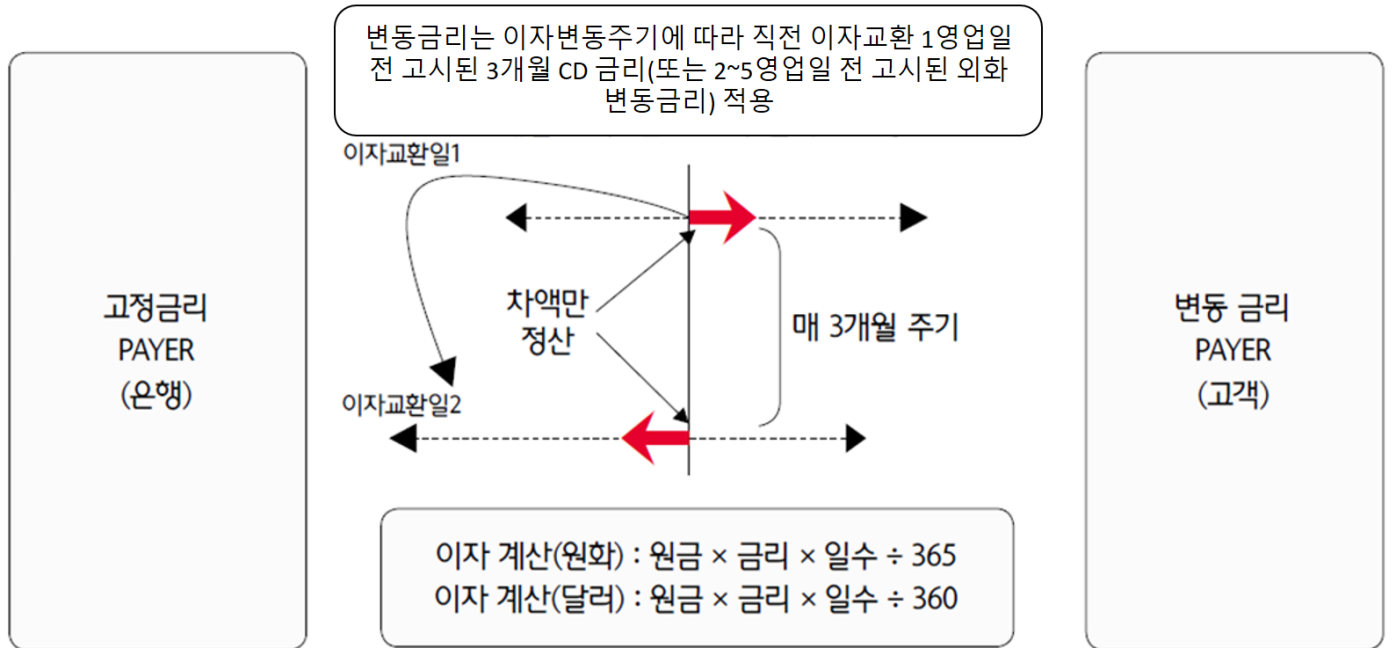 변동금리는 이자변동주기에 따라 직전 이자교환 1영업일
전 고시된 3개월 CD 금리(또는 2~5영업일 전 고시된 외화
변동금리) 적용
이자교환일1
고정금리
PAYER
(은행)
차액만
정산
매 3개월 주기
변동 금리
PAYER
(고객)
이자교환일2
이자 계산(원화) : 원금 × 금리 × 일수 ÷ 365
이자 계산(달러) : 원금 × 금리 × 일수 ÷ 360